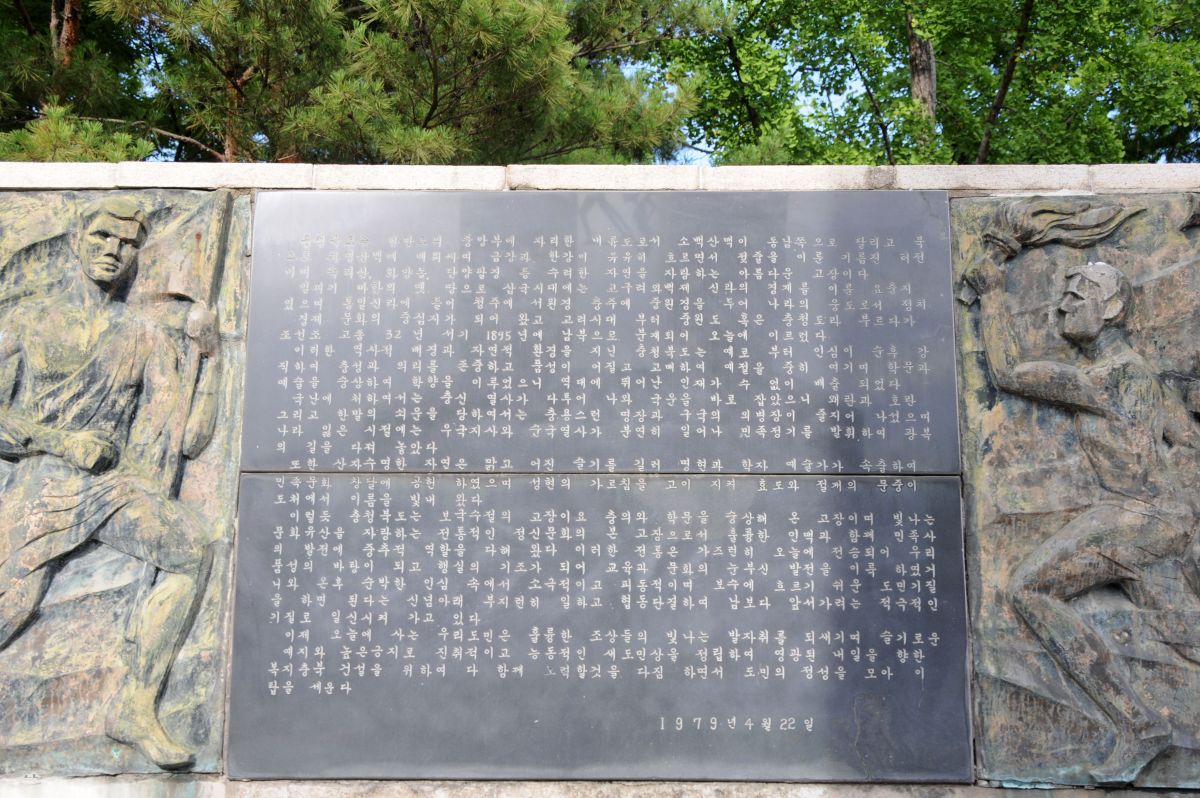 충청북도는 한반도의 중앙부에 자리한 내륙도로서 소백산맥이 동남쪽으로 달리고 북
으로 차령산맥에 에워싸여 금강과 한강이 유유히 흐르면서 젖줄을 이룬 기름진 터전
이며 속리산, 화양동, 단양팔경 등 수려한 자연을 자랑하는 아름다운 고장이다
일찌기 마한의 옛 땅으로 삼국시대에는 고구려와 백제 신라의 경계를 이룬 요충지
였으며 통일신라에 들어 청주에 서원경 충주에 중원경을 두어 나라의 웅도로서 정치
경제 문화의 중심지가 되어 왔고 고려시대 부터 중원도 혹은 충청도라 부르다가
조선조 고종 32년 서기 1895년에 남북으로 분재되어 오늘에 이르런다
이러한 역사적 배경과 자연적 환경을 지닌 충청북도는 예로 부터 인심이 순후 강
직하여 충성과 의리를 존중하고 품성이 어질고 고매하여 예절을 중히 여기며 학문과
예술을 숭상하여 학향을 이루었으니 역대에 뛰어난 인재가 수없이 배출 되었다
국난에 처하여서는 충신 열사가 다투어 나와 국운을 바로 잡았으니 왜란과 호란
그리고 한말의 쇠운을 당하여서는 충용스런 명장과 구국의 의병장이 줄지어 나섰으며
나라 잃은 시절에는 우국지사와 순국열사가 분연히 일어나 민족정기를 발휘하여 광복
의 길을 다져 놓았다
또한 산자수명한 자연은 맑고 어진 슬기를 길러 명현과 학자 예술가가 속출하여
민족문화 창달에 공헌 하였으며 성현의 가르침을 고이 지켜 효도와 절개의 문중이
도처에서 이름을 빛내 왔다
이렇듯 충청북도는 보국수절의 고장이요 충의와 학문을 숭상해 온 고장이며 빛나는
문화유산을 자랑하는 전통적인 정신문화의 본 고장으로서 훌륭한 인맥과 함께 민족사
의 발전에 중추적 역할을 다해 왔다 이러한 전통은 가즈런히 오늘에 전승되어 우리
품성의 바탕이 되고 행실의 기조가 되어 교육과 문화의 눈부신 발전을 이룩 하였거
니와 온후 순박한 인심 속에서 소극적이고 피동적이며 보수에 흐르기 쉬운 도민기질
을 하면 된다는 신념아래 부지런히 일하고 협동단결하여 남보다 앞서가려는 적극적인
기질로 일신시켜 가고 있다
이제 오늘에 사는 우리도민은 훌륭한 조상들의 빛나는 발자취를 되새기며 슬기로운
예지와 높은긍지로 진취적이고 능동적인 새도민상을 정립하여 영광된 내일을 향한
복지충북 건설을 위하여 다 함께 노력할것을 다짐 하면서 도민의 정성을 모아 이
탑을 세운다
1979년 4월 22일